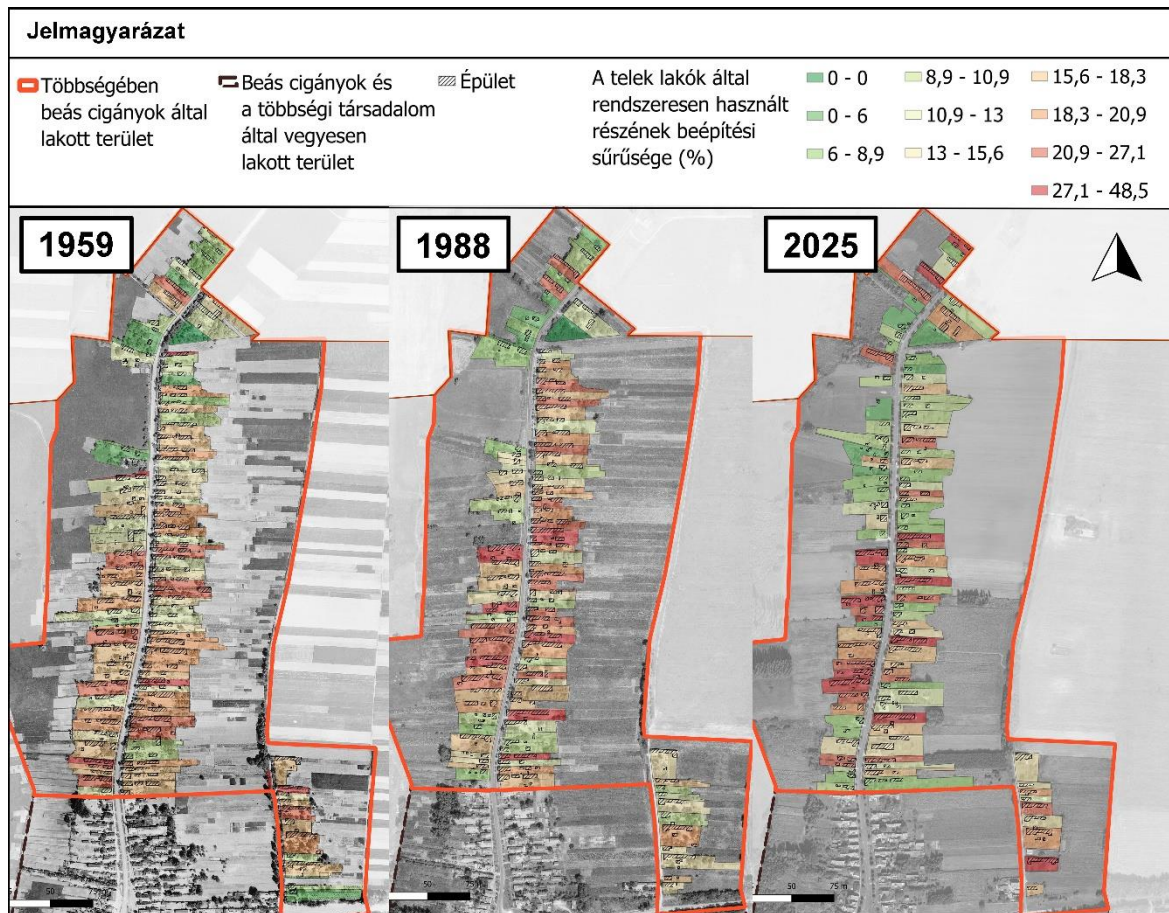 Jelmagyarázat
Többségében
beás cigányok által
lakott terület
Beás cigányok és
a többségi társadalom
által vegyesen
lakott terület
Épület
A telek lakók által
rendszeresen használt
részének beépítési
sűrűsége (%)
0 - 0
0 - 6
6 - 8,9
8,9 - 10,9
10,9 - 13
13 - 15,6
15,6 - 18,3
18,3 - 20,9
20,9 - 27,1
27,1 - 48,5
1959
1988
2025
50 75 m
50 75 m
50 75 m